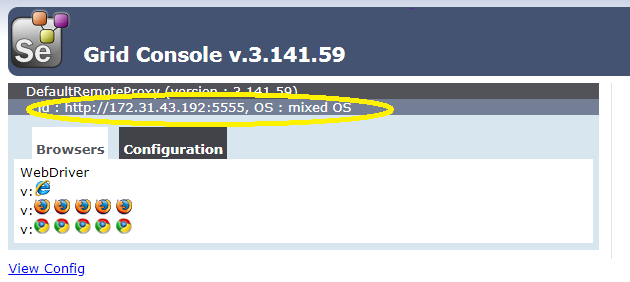 Se
Grid Console v.3.141.59
DefaultRemoteProxy (version : 3.141.59)
id : http://172.31.43.192:5555, OS : mixed OS
Browsers
Configuration
WebDriver
v:
v:
v:
View Config